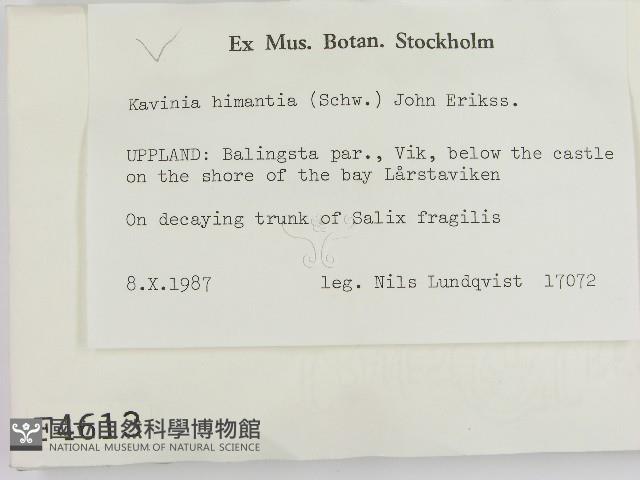 Ex Mus. Botan. Stockholm
Kavinia himantia (Schw.) John Erikss.
UPPLAND: Balingsta par., Vik, below the castle
on the shore of the bay Lårstaviken
On decaying trunk of Salix fragilis
8.X.1987 leg. Nils Lundqvist 17072
F4613
國立自然科學博物館
NATIONAL MUSEUM OF NATURAL SCIENCE